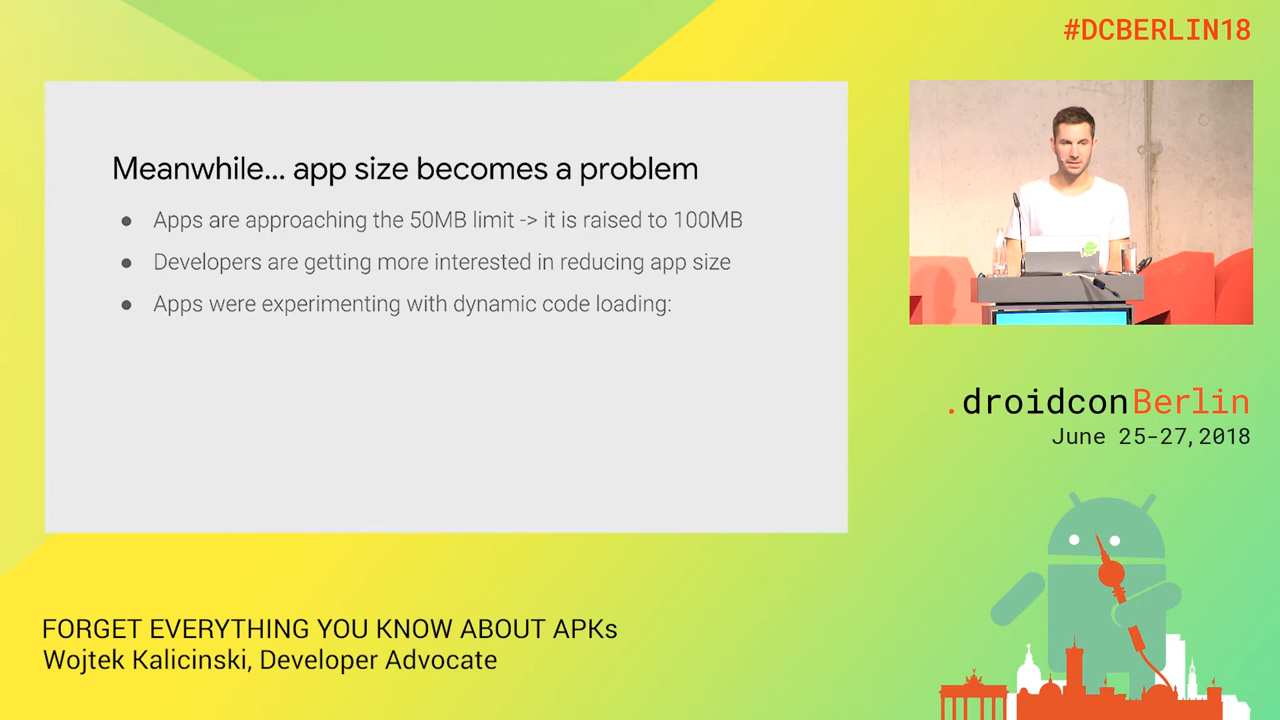 #DCBERLIN18
Meanwhile... app size becomes a problem
● Apps are approaching the 50MB limit -> it is raised to 100MB
● Developers are getting more interested in reducing app size
● Apps were experimenting with dynamic code loading:
.droidconBerlin
June 25-27, 2018
FORGET EVERYTHING YOU KNOW ABOUT APKs
Wojtek Kalicinski, Developer Advocate